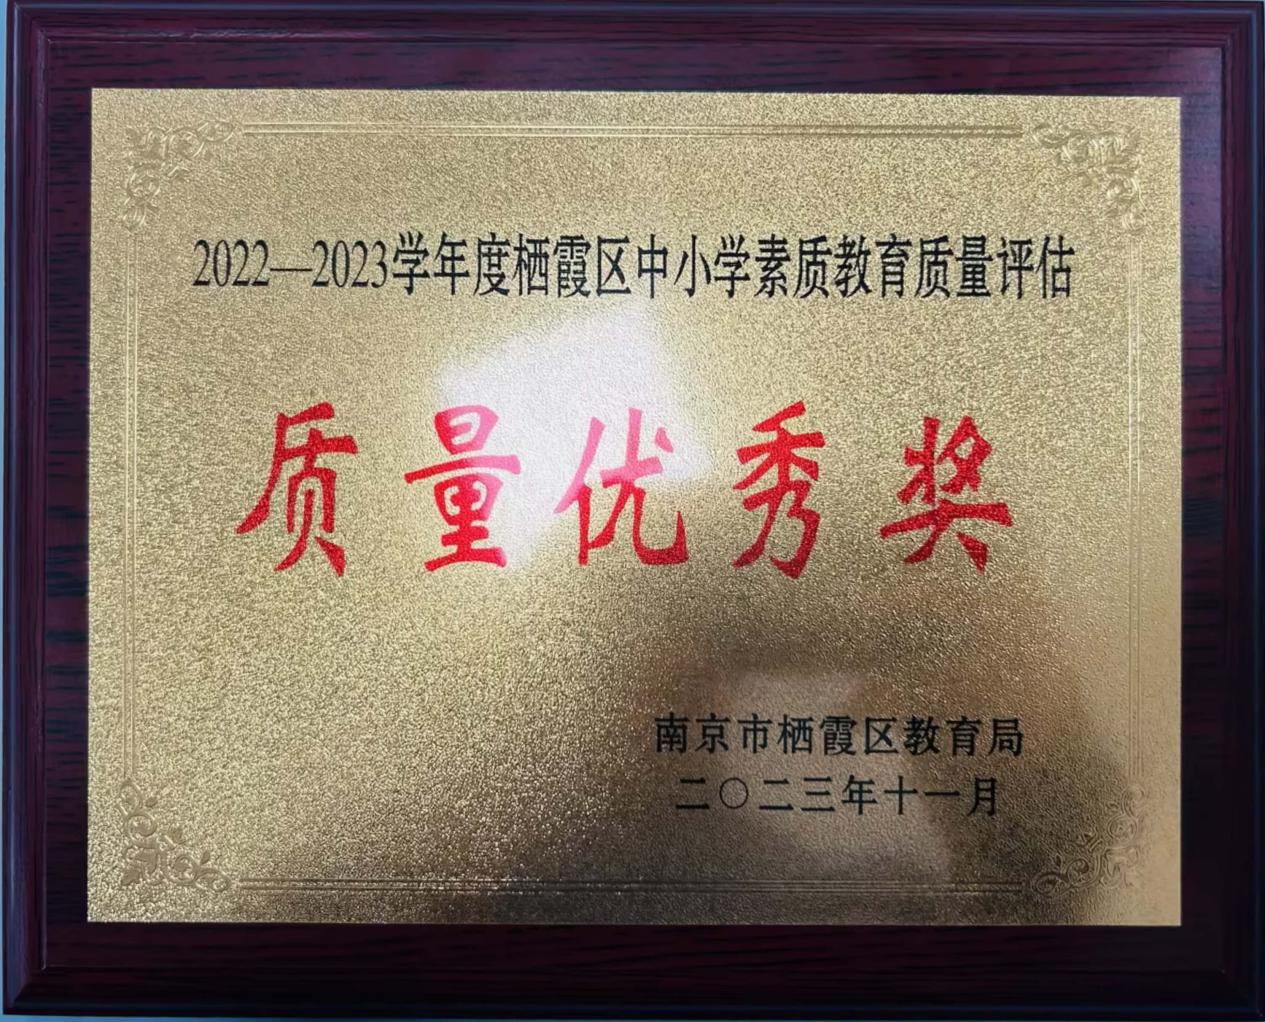 2022—2023学年度栖霞区中小学素质教育质量评估
质量优秀奖
南京市栖霞区教育局
二〇二三年十一月